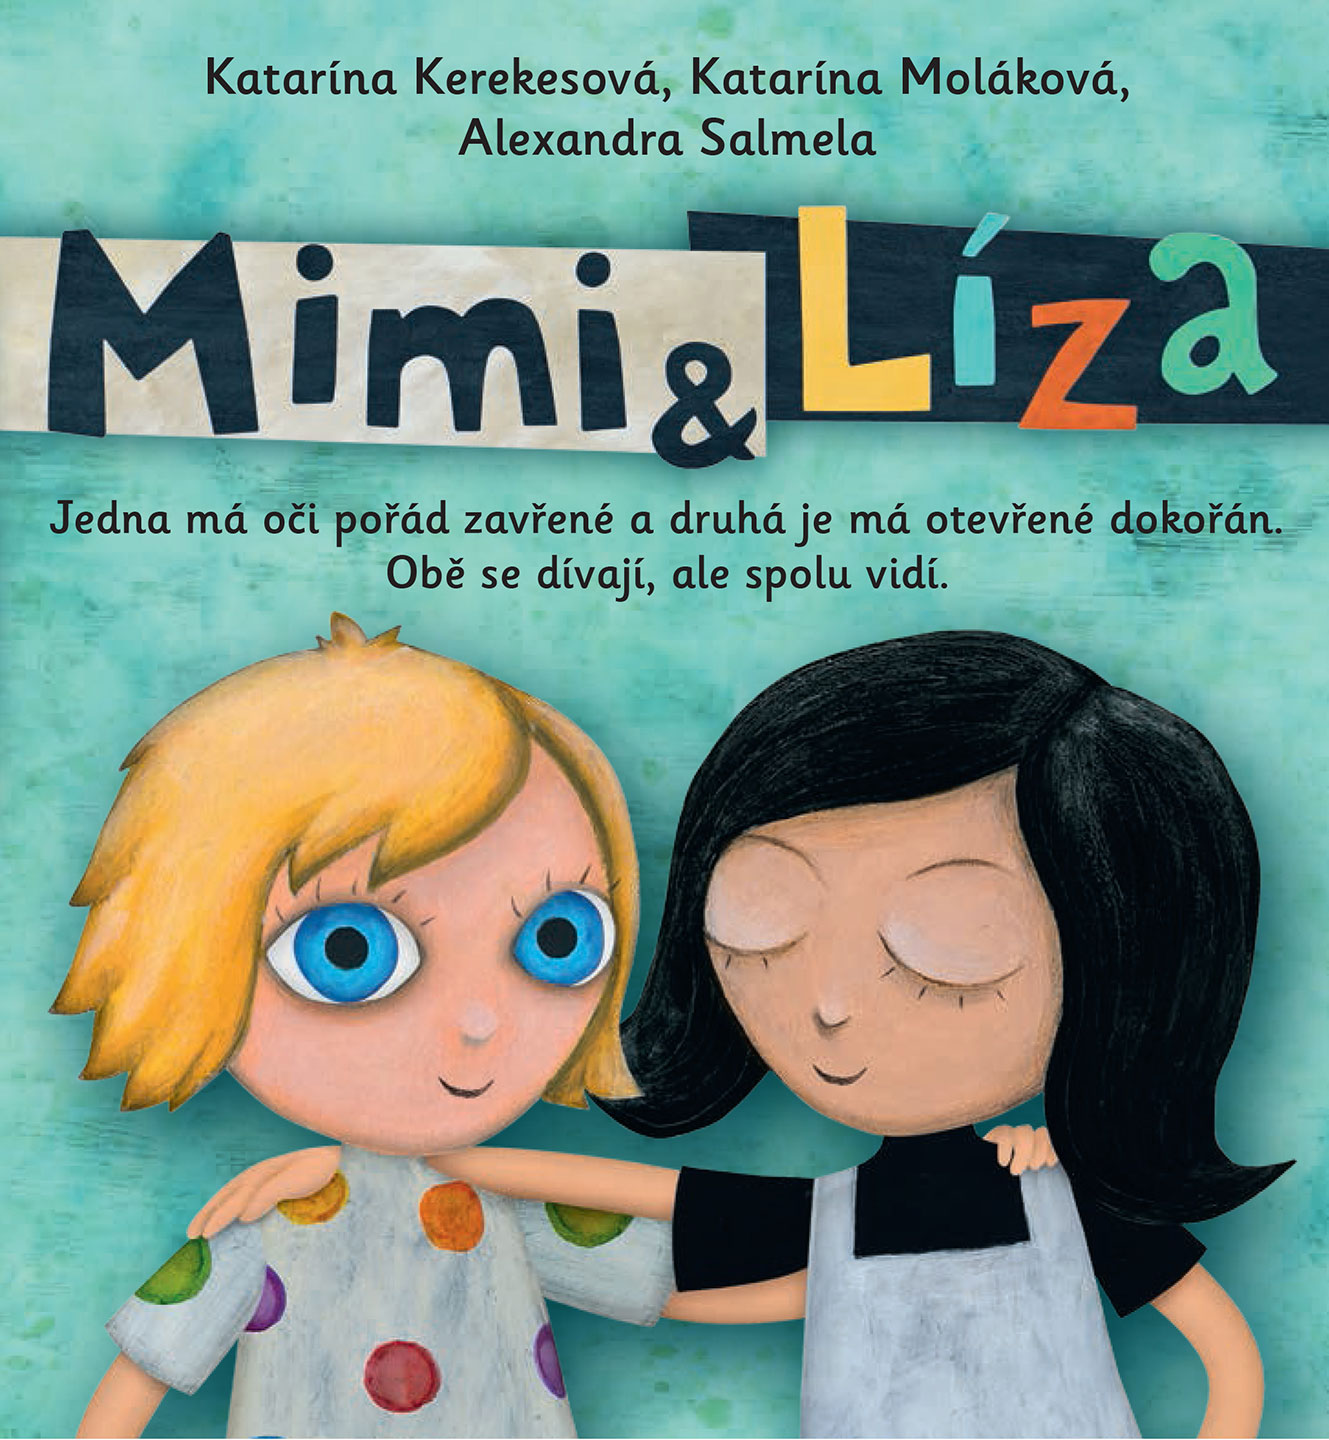 Katarína Kerekesová, Katarína Moláková,
Alexandra Salmela
Mimi & Líza
Jedna má oči pořád zavřené a druhá je má otevřené dokořán.
Obě se dívají, ale spolu vidí.